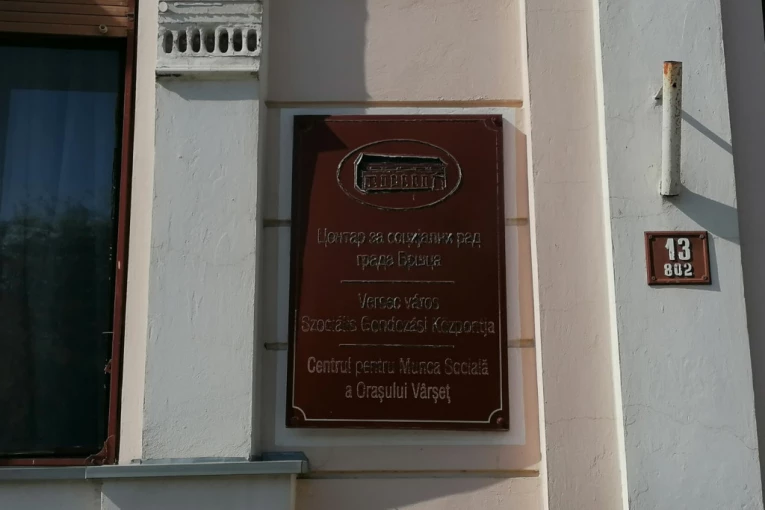 Центар за социјални рад
града Вршца
Versec város
Szociális Gondozási Központja
Centrul pentru Munca Socială
a Orașului Vârșeț
13
802